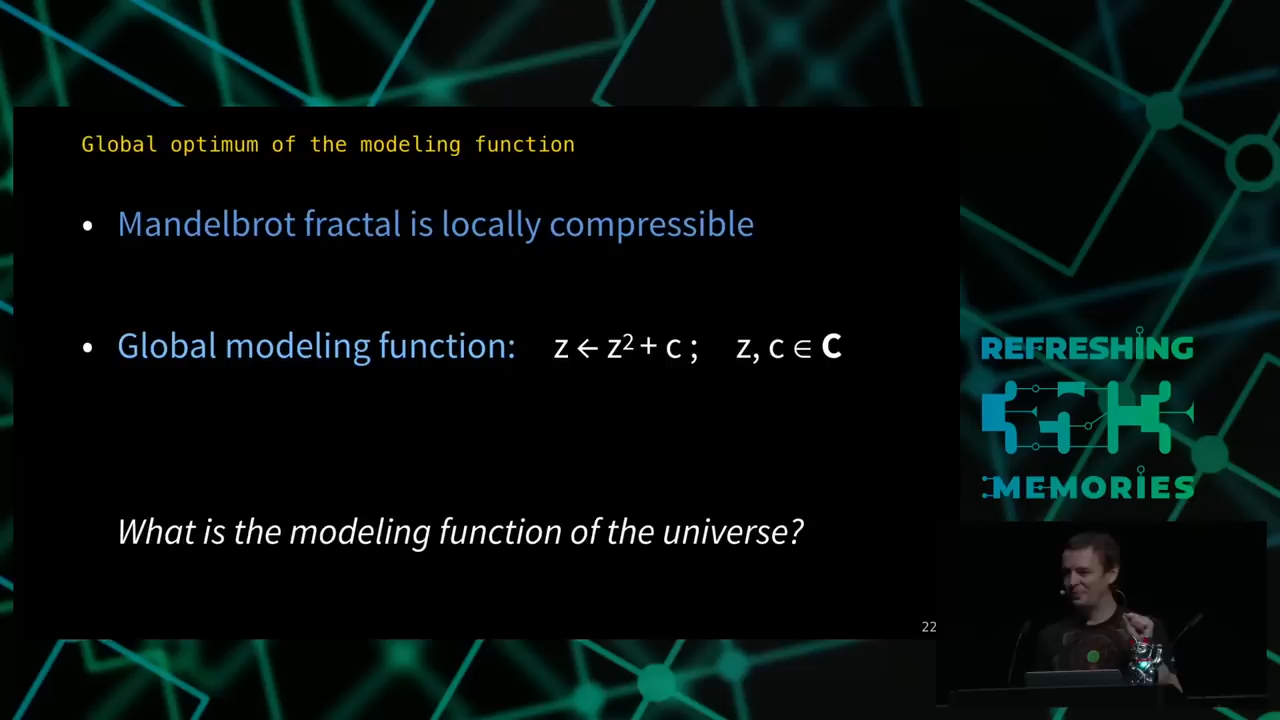 Global optimum of the modeling function
• Mandelbrot fractal is locally compressible
• Global modeling function: z ← z² + c ; z, c ∈ C
What is the modeling function of the universe?
22
REFRESHING
35C3
MEMORIES